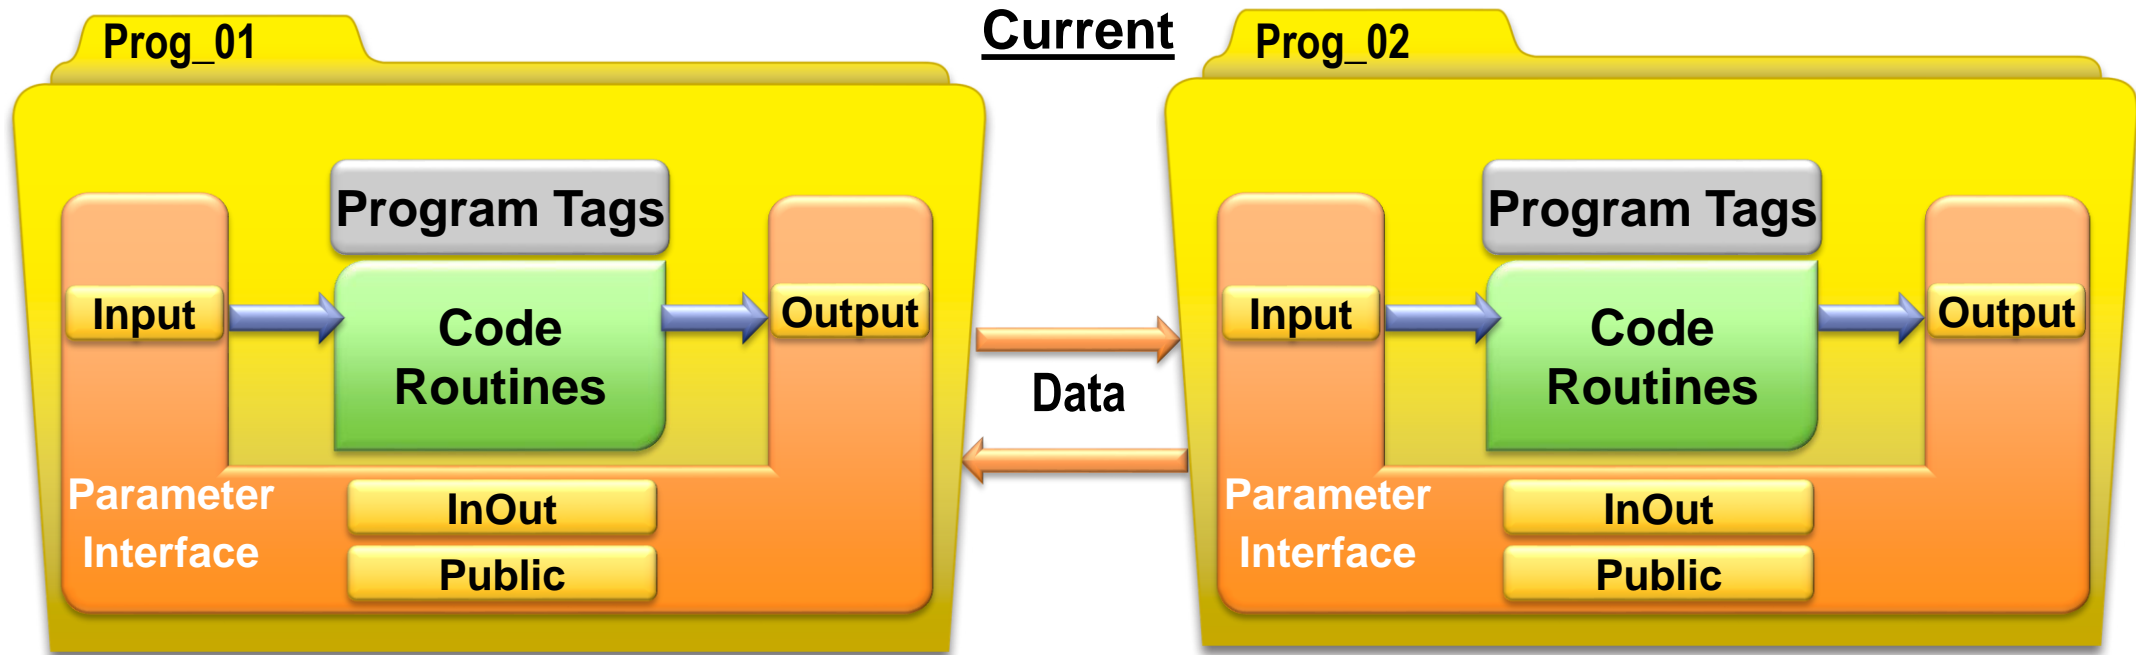 Current
Prog_01
Program Tags
Input
Code
Routines
Output
Parameter
Interface
InOut
Public
Data
Prog_02
Program Tags
Input
Code
Routines
Output
Parameter
Interface
InOut
Public